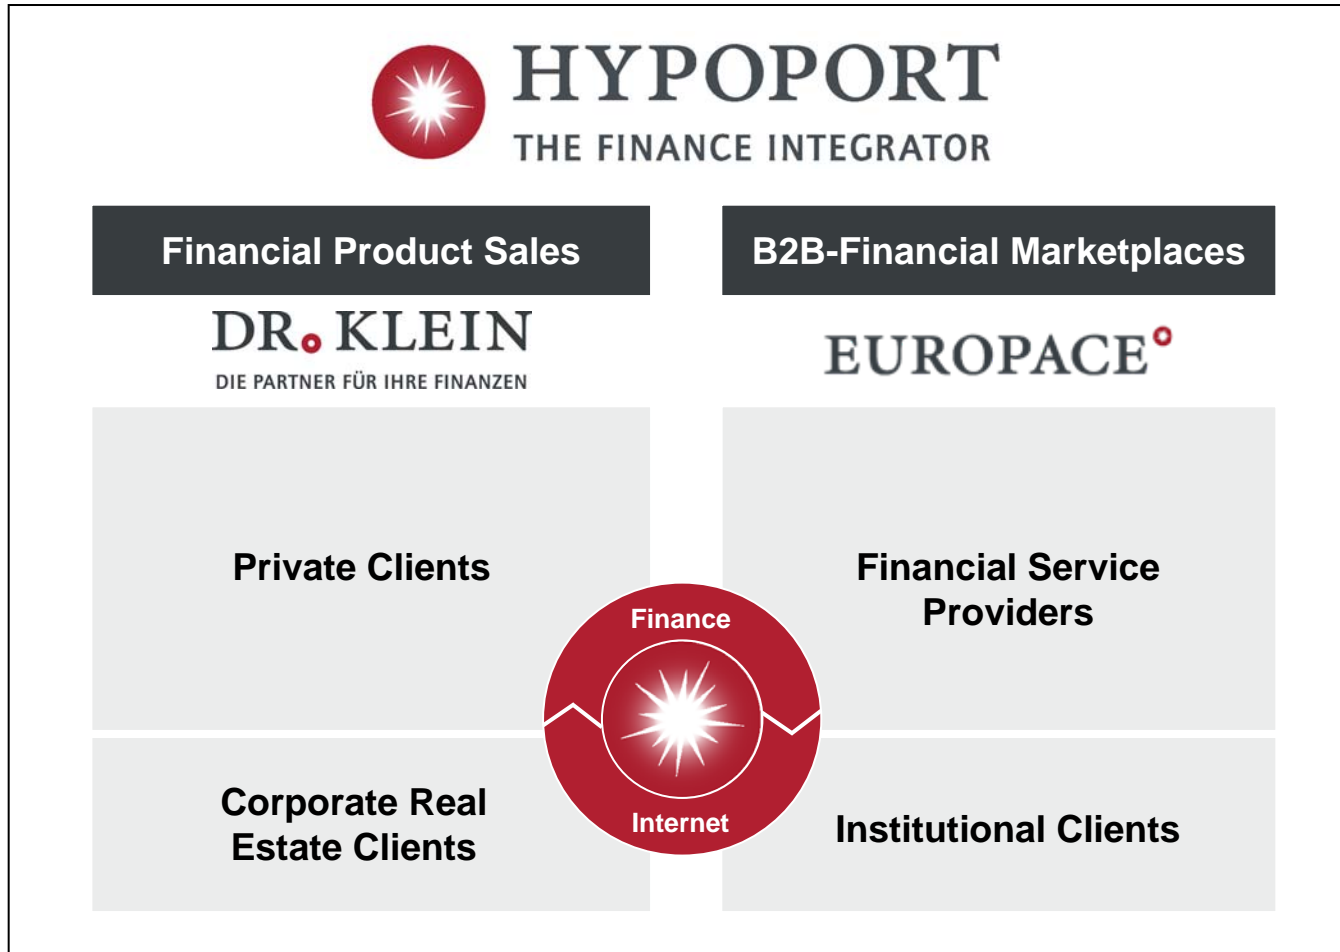 HYPOPORT
THE FINANCE INTEGRATOR
Financial Product Sales
DR. KLEIN
DIE PARTNER FÜR IHRE FINANZEN
Private Clients
Corporate Real
Estate Clients
B2B-Financial Marketplaces
EUROPACE
Financial Service
Providers
Institutional Clients
Finance
Internet